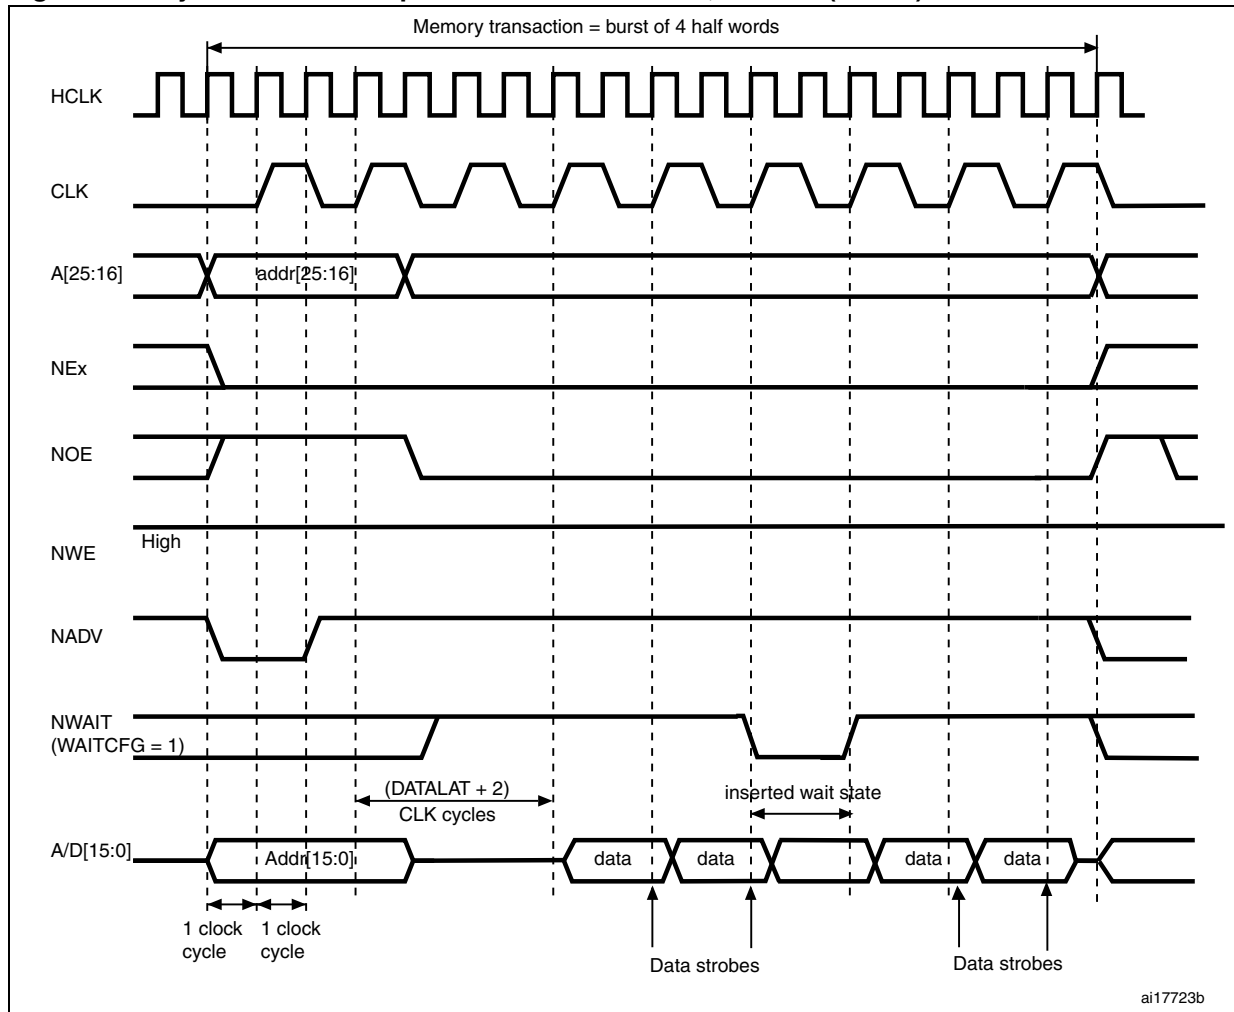 Memory transaction = burst of 4 half words
HCLK
CLK
A[25:16]
addr[25:16]
NEx
NOE
High
NWE
NADV
NWAIT
(WAITCFG = 1)
(DATALAT + 2)
CLK cycles
inserted wait state
A/D[15:0]
Addr[15:0]
data
data
data
data
1 clock
cycle
1 clock
cycle
Data strobes
Data strobes
ai17723b